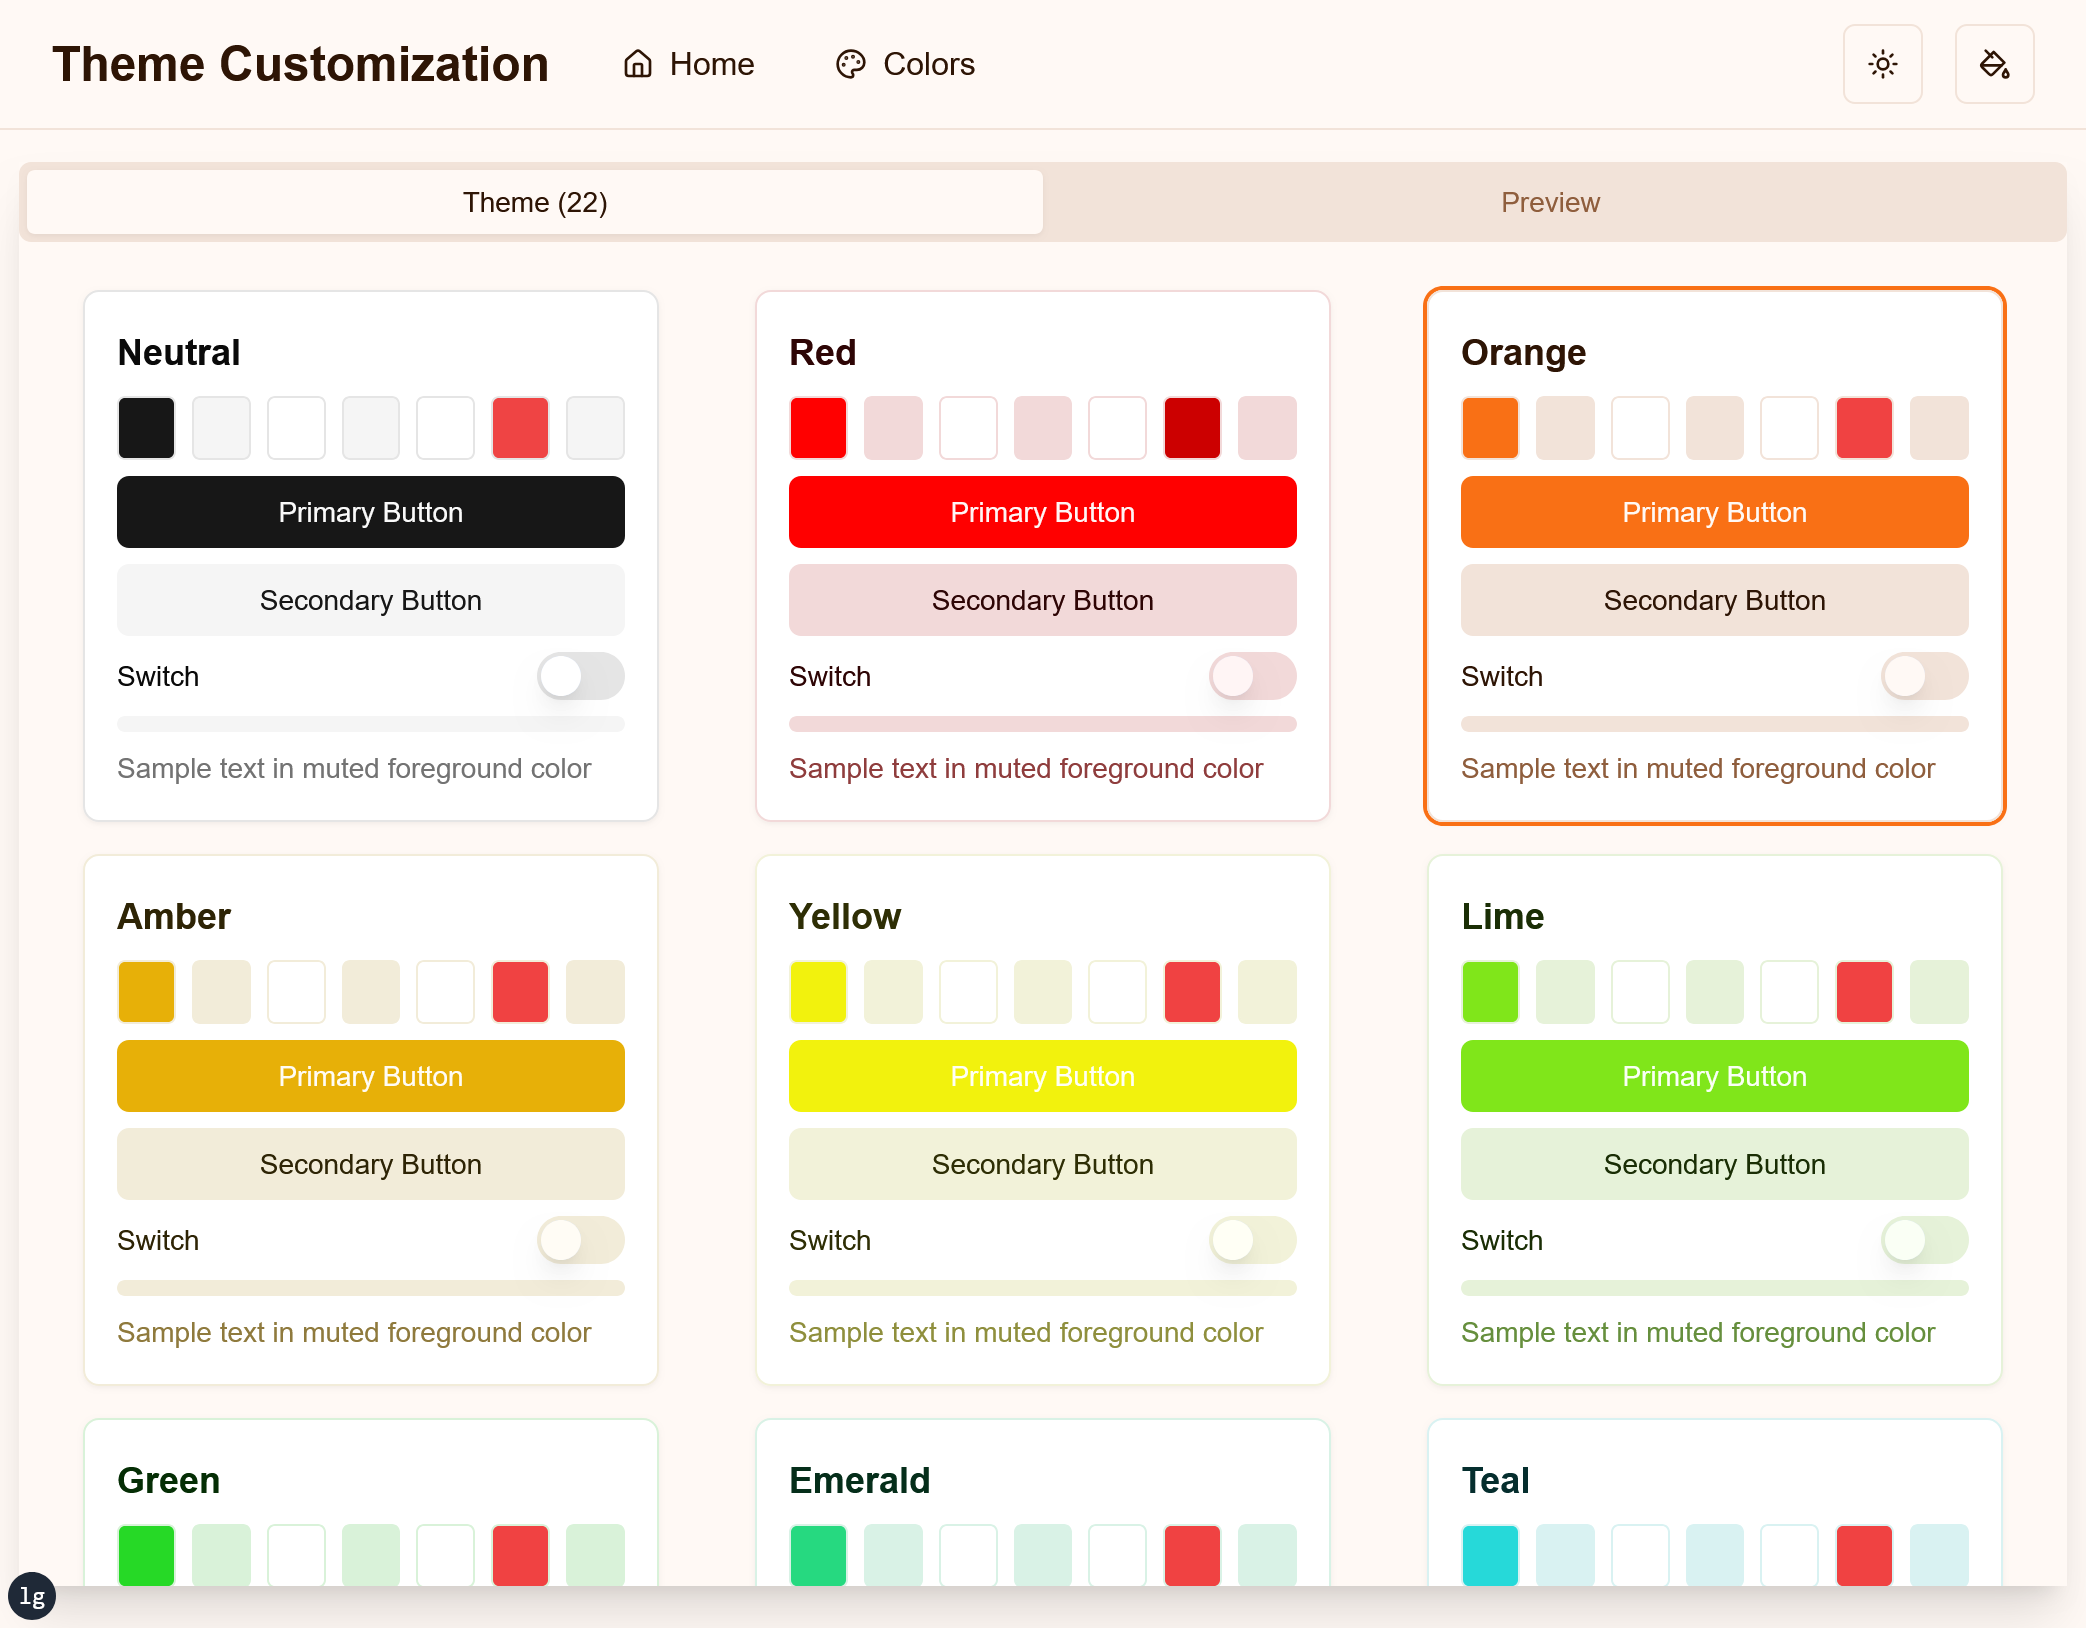 Theme Customization
Home
Colors
Theme (22)
Preview
Neutral
Primary Button
Secondary Button
Switch
Sample text in muted foreground color
Red
Primary Button
Secondary Button
Switch
Sample text in muted foreground color
Orange
Primary Button
Secondary Button
Switch
Sample text in muted foreground color
Amber
Primary Button
Secondary Button
Switch
Sample text in muted foreground color
Yellow
Primary Button
Secondary Button
Switch
Sample text in muted foreground color
Lime
Primary Button
Secondary Button
Switch
Sample text in muted foreground color
Green
Emerald
Teal
lg